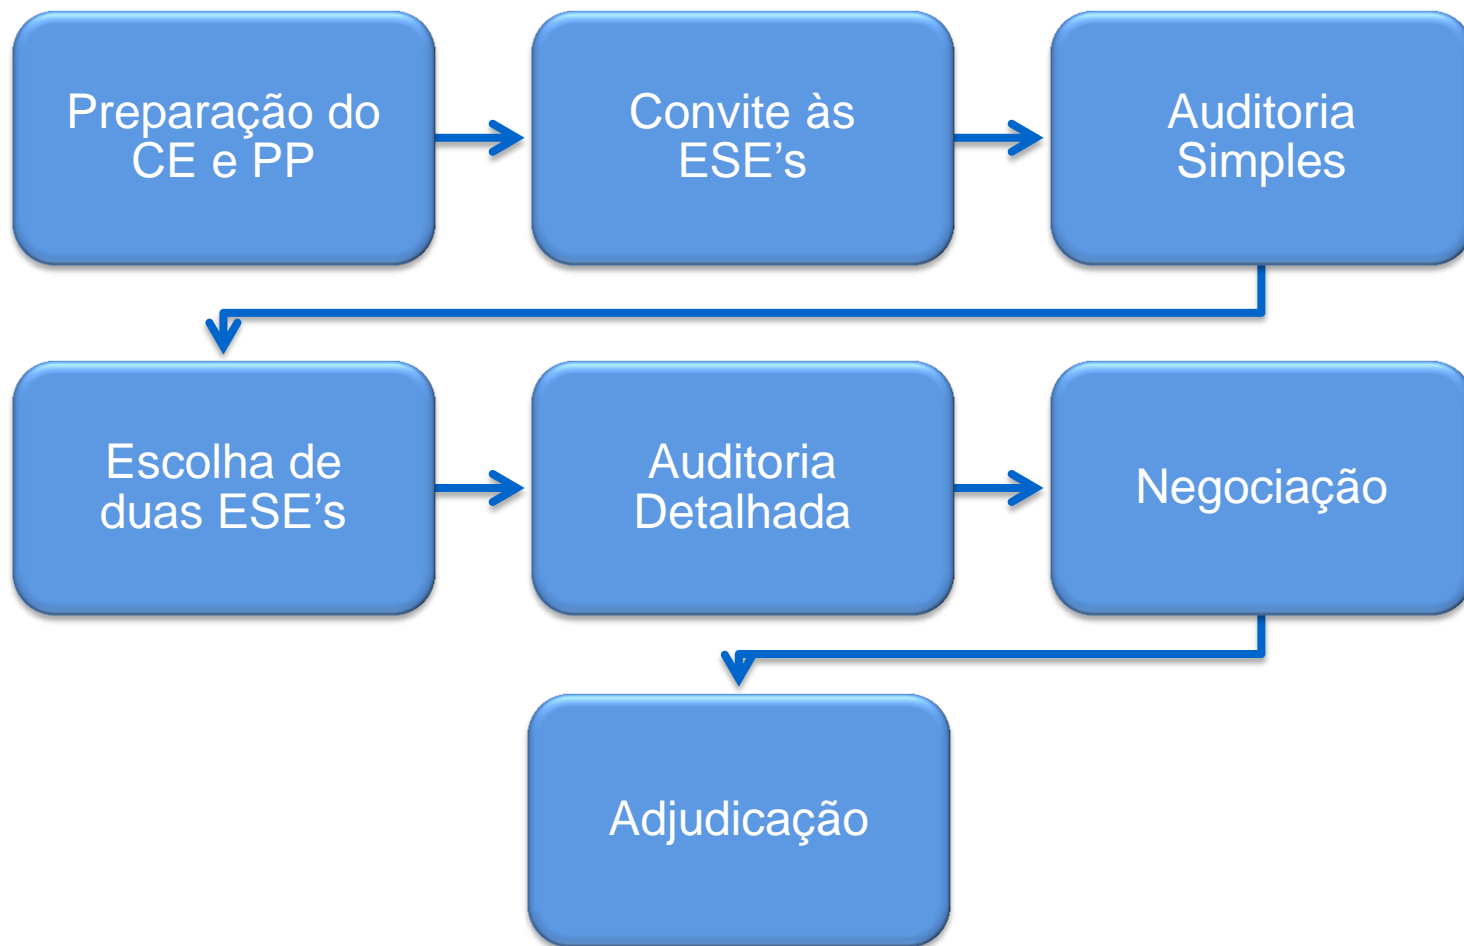 Preparação do
CE e PP
Convite às
ESE’s
Auditoria
Simples
Escolha de
duas ESE’s
Auditoria
Detalhada
Negociação
Adjudicação